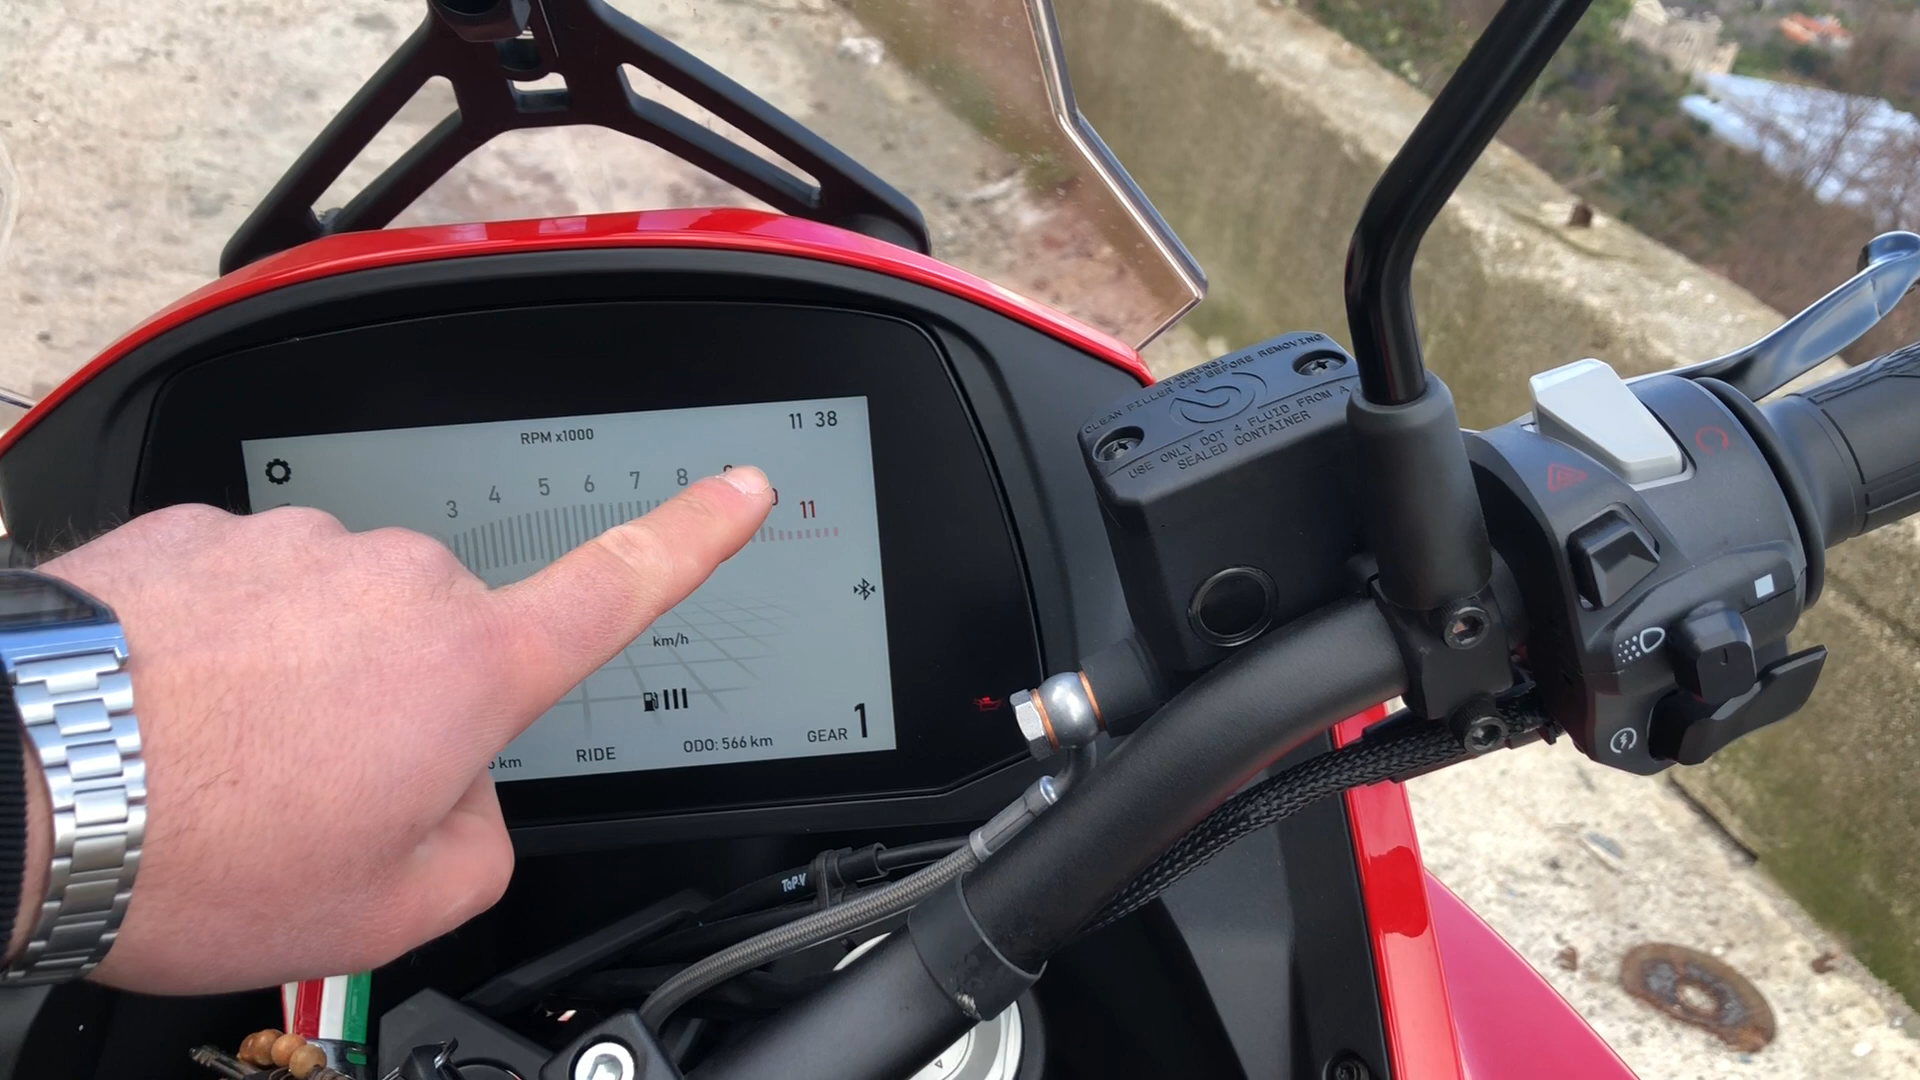 RPM x1000
11 38
3 4 5 6 7 8
11
km/h
km
RIDE
ODO: 566 km
GEAR 1
WARNING!
CLEAN FILLER CAP BEFORE REMOVING
USE ONLY DOT 4 FLUID FROM A
SEALED CONTAINER
TOP-V